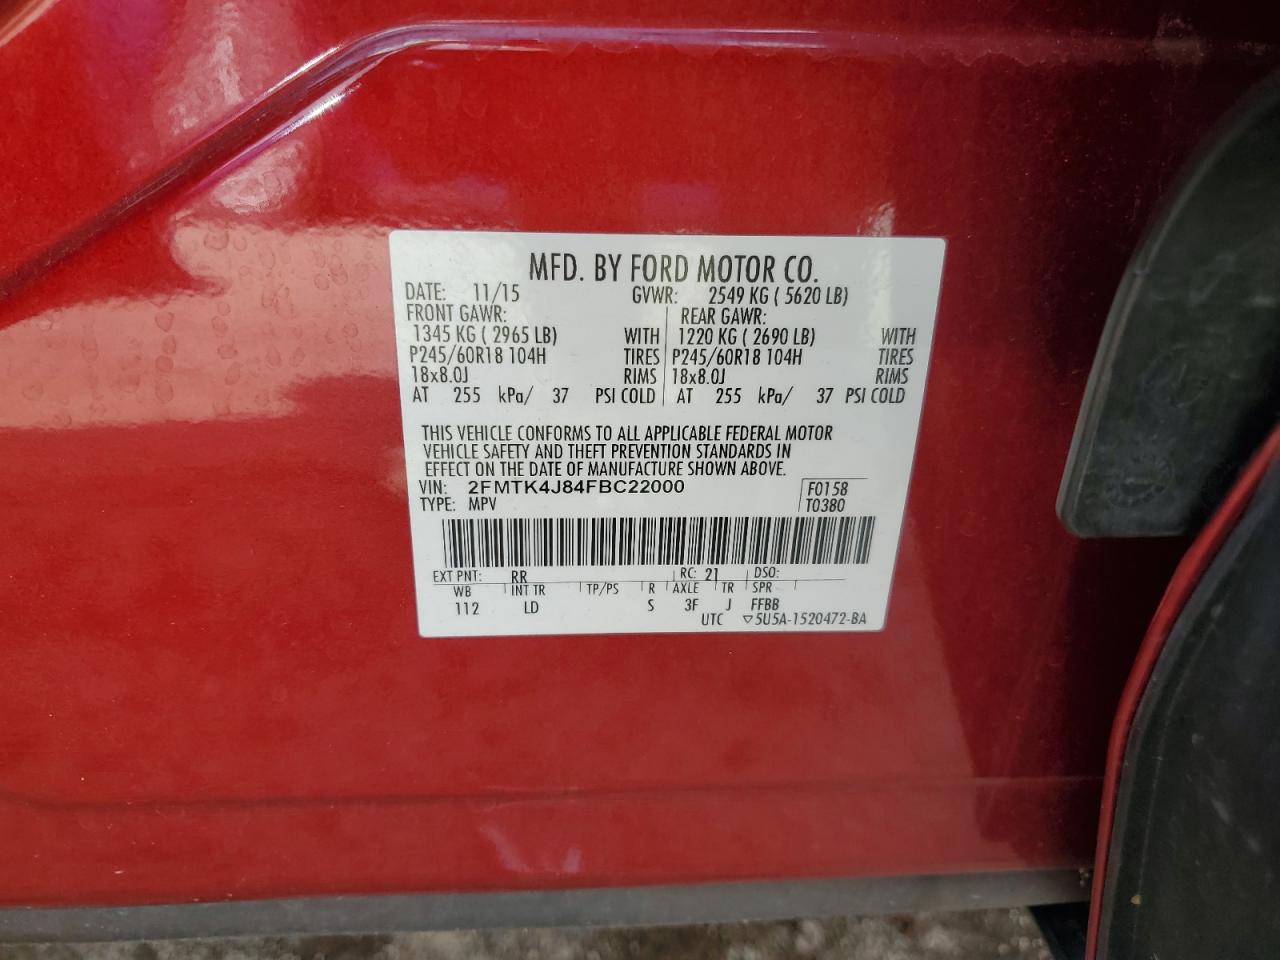 MFD. BY FORD MOTOR CO.
DATE: 11/15 GVWR: 2549 KG ( 5620 LB)
FRONT GAWR: REAR GAWR:
1345 KG ( 2965 LB) WITH 1220 KG ( 2690 LB) WITH
P245/60R18 104H TIRES P245/60R18 104H TIRES
18x8.0J RIMS 18x8.0J RIMS
AT 255 kPa/ 37 PSI COLD AT 255 kPa/ 37 PSI COLD
THIS VEHICLE CONFORMS TO ALL APPLICABLE FEDERAL MOTOR
VEHICLE SAFETY AND THEFT PREVENTION STANDARDS IN
EFFECT ON THE DATE OF MANUFACTURE SHOWN ABOVE.
VIN: 2FMTK4J84FBC22000 F0158
TYPE: MPV T0380
EXT PNT: RR RC: 21 DSO:
WB INT TR TP/PS R AXLE TR SPR
112 LD S 3F J FFBB
UTC ▽5U5A-1520472-BA